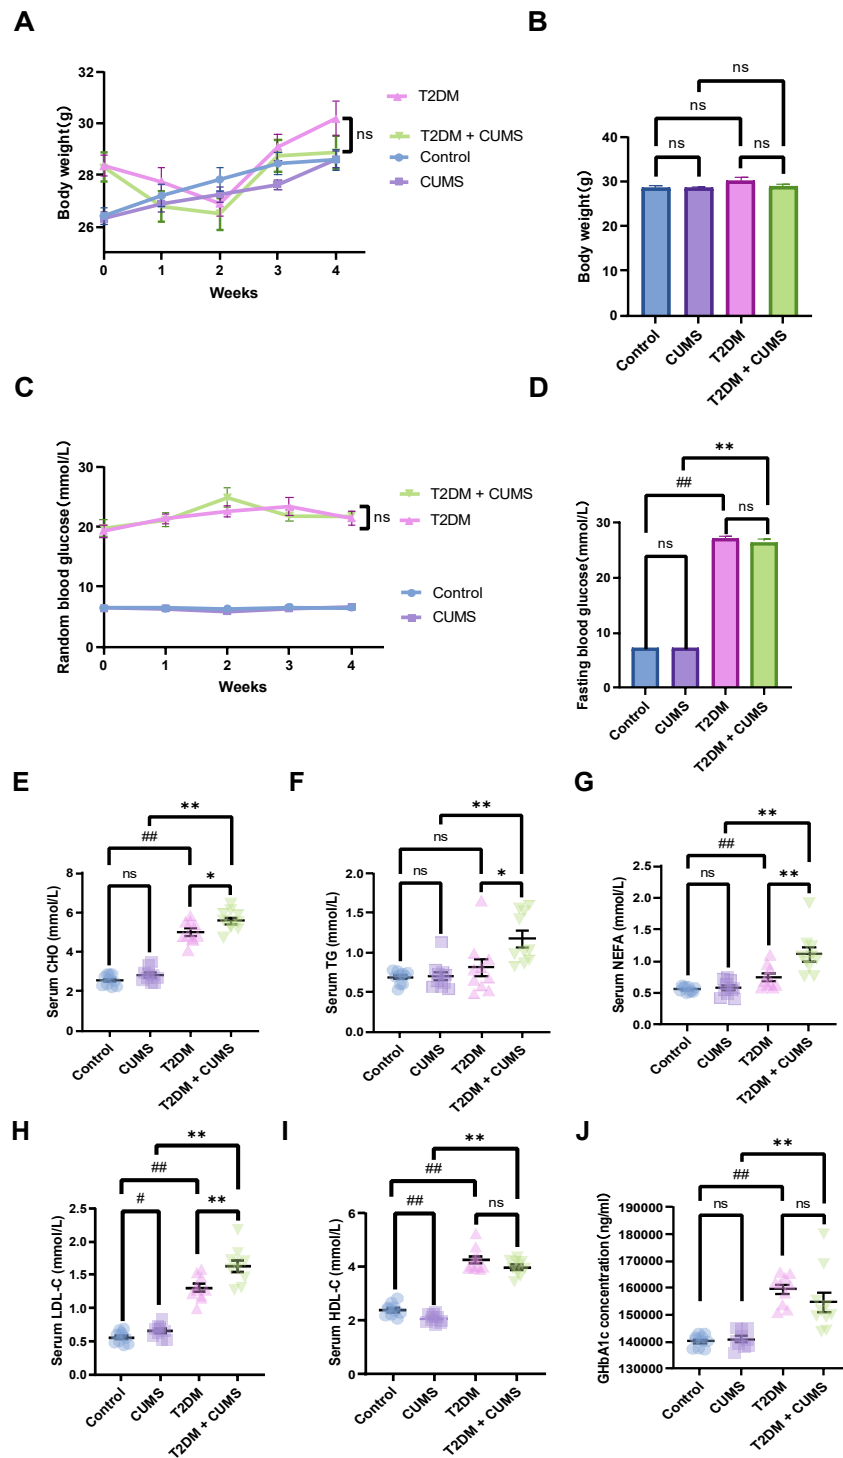 A
Body weight(g)
32
30
28
26
0 1 2 3 4
Weeks
ns
T2DM
T2DM + CUMS
Control
CUMS
B
Body weight(g)
40
30
20
10
0
ns
ns
ns ns
Control
CUMS
T2DM
T2DM + CUMS
C
Random blood glucose(mmol/L)
30
20
10
0
0 1 2 3 4
Weeks
ns
T2DM + CUMS
T2DM
Control
CUMS
D
Fasting blood glucose(mmol/L)
30
20
10
0
**
##
ns
ns
Control
CUMS
T2DM
T2DM + CUMS
E
Serum CHO (mmol/L)
8
6
4
2
0
**
##
ns *
Control
CUMS
T2DM
T2DM + CUMS
F
Serum TG (mmol/L)
2.0
1.5
1.0
0.5
0.0
**
ns
ns *
Control
CUMS
T2DM
T2DM + CUMS
G
Serum NEFA (mmol/L)
2.5
2.0
1.5
1.0
0.5
0.0
**
##
ns **
Control
CUMS
T2DM
T2DM + CUMS
H
Serum LDL-C (mmol/L)
2.5
2.0
1.5
1.0
0.5
0.0
**
##
# **
Control
CUMS
T2DM
T2DM + CUMS
I
Serum HDL-C (mmol/L)
6
4
2
0
**
##
## ns
Control
CUMS
T2DM
T2DM + CUMS
J
GHbA1c concentration(ng/ml)
190000
180000
170000
160000
150000
140000
130000
**
##
ns ns
Control
CUMS
T2DM
T2DM + CUMS